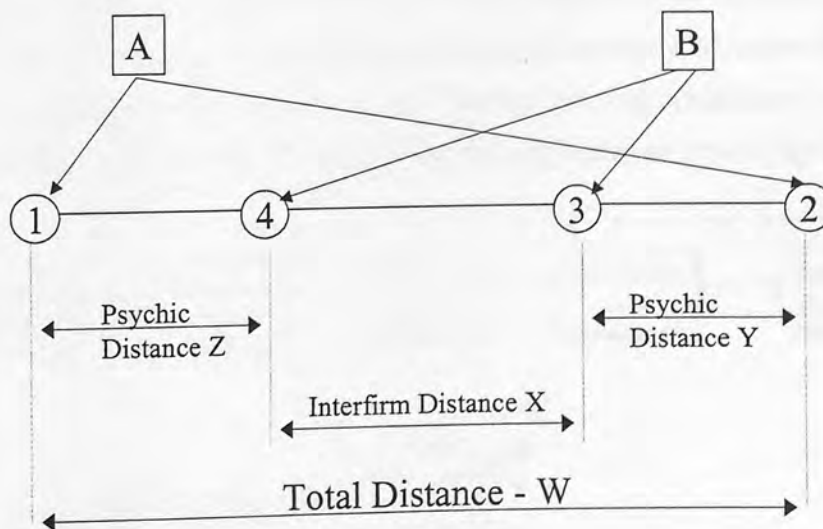 A
B
1
4
3
2
Psychic
Distance Z
Psychic
Distance Y
Interfirm Distance X
Total Distance - W